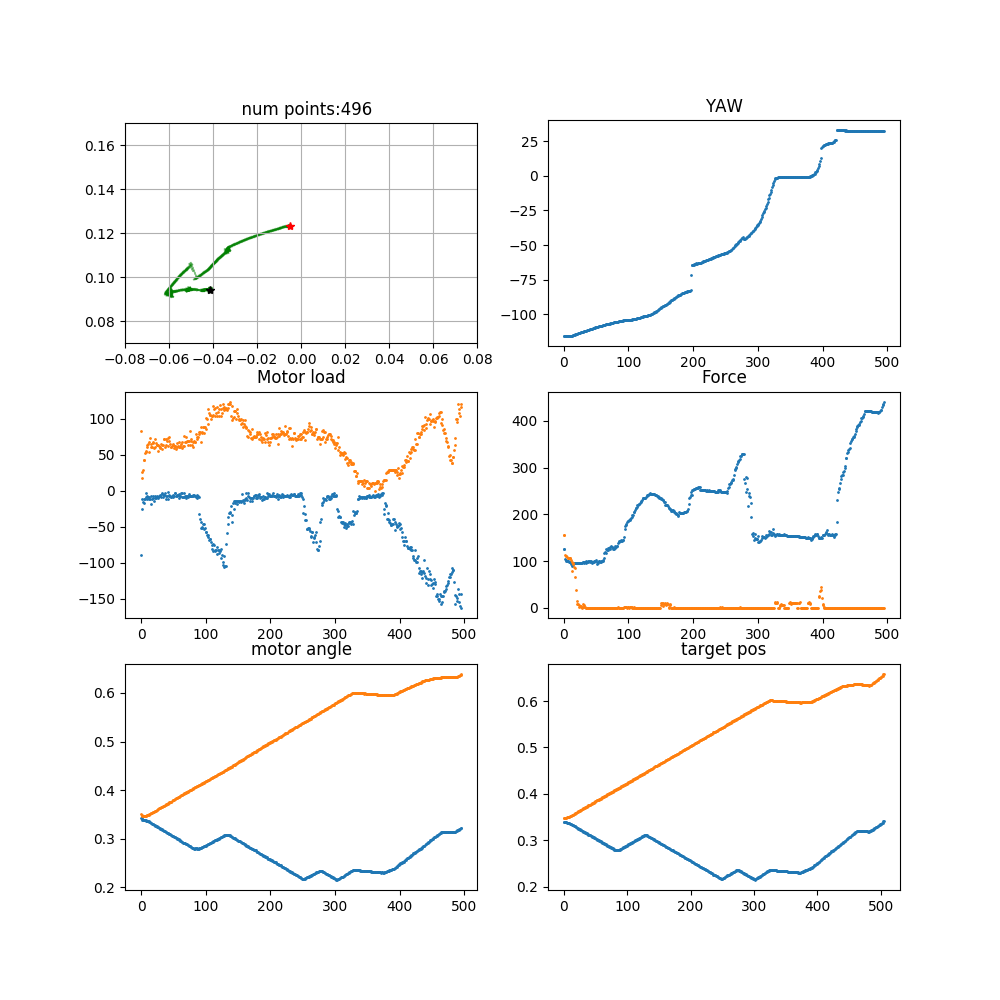 num points:496
YAW
0.16
0.14
0.12
0.10
0.08
−0.08 −0.06 −0.04 −0.02 0.00 0.02 0.04 0.06 0.08
25
0
−25
−50
−75
−100
0 100 200 300 400 500
Motor load
Force
100
50
0
−50
−100
−150
0 100 200 300 400 500
400
300
200
100
0
0 100 200 300 400 500
motor angle
target pos
0.6
0.5
0.4
0.3
0.2
0 100 200 300 400 500
0.6
0.5
0.4
0.3
0.2
0 100 200 300 400 500